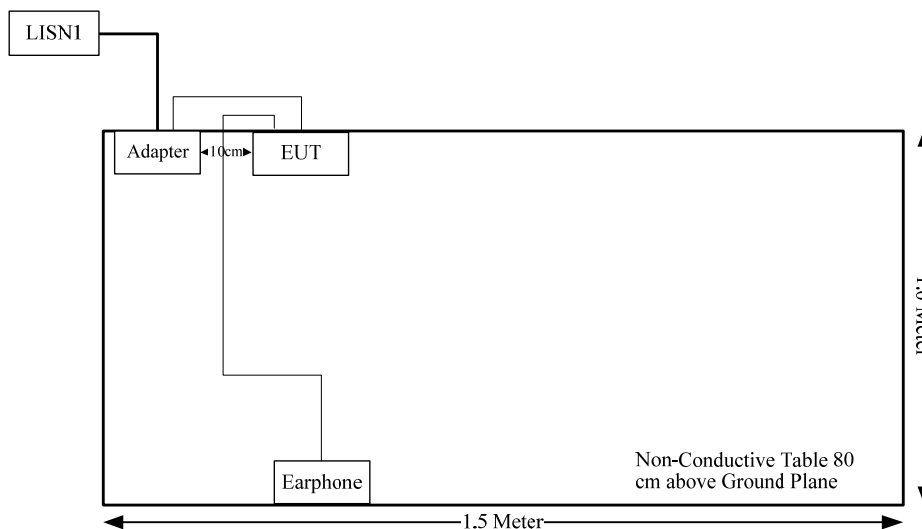 LISN1
Adapter
10cm
EUT
Earphone
Non-Conductive Table 80
cm above Ground Plane
1.5 Meter